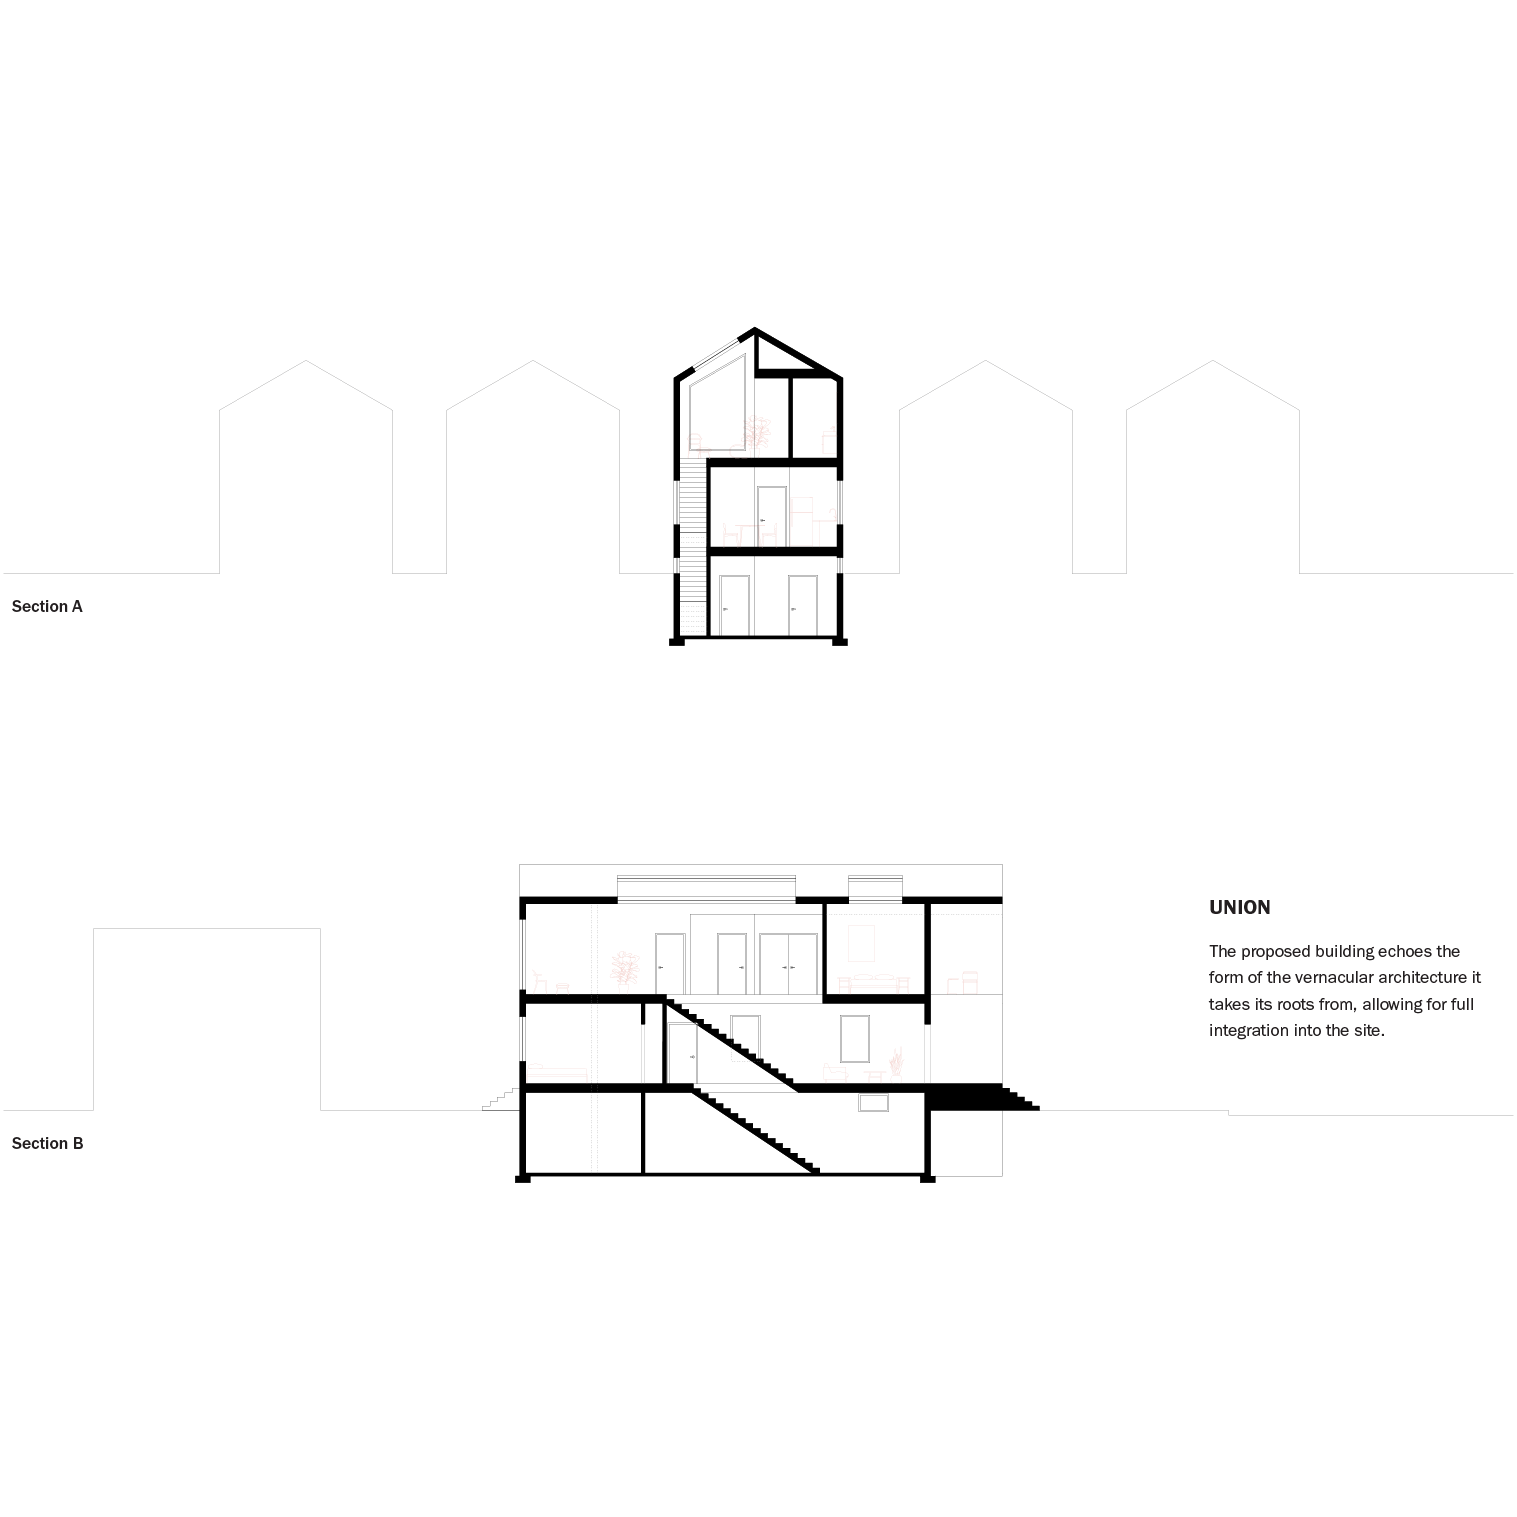 Section A
UNION
The proposed building echoes the
form of the vernacular architecture it
takes its roots from, allowing for full
integration into the site.
Section B